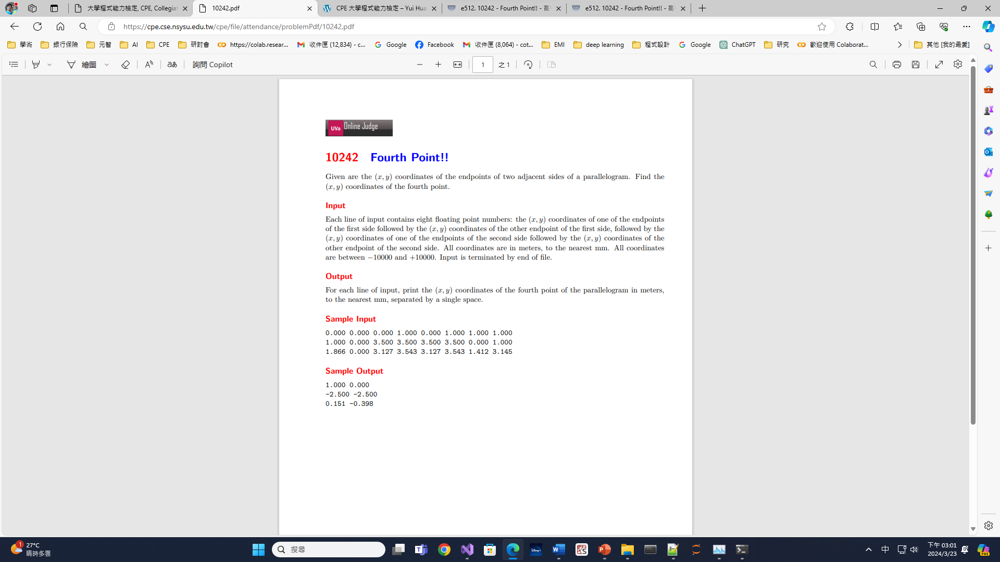 大學程式能力檢定, CPE, Collegiat
10242.pdf
CPE 大學程式能力檢定 – Yui Hua
e512. 10242 - Fourth Point!! - 高
e512. 10242 - Fourth Point!! - 高
https://cpe.cse.nsysu.edu.tw/cpe/file/attendance/problemPdf/10242.pdf
學術 銀行保險 元智 AI CPE 研討會 https://colab.resear... 收件匣 (12,834) - c... Google Facebook 收件匣 (8,064) - cot... EMI deep learning 程式設計 Google ChatGPT 研究 歡迎使用 Colaborat... 其他 [我的最愛]
繪圖 aあ 詢問 Copilot 1 之 1
UVa Online Judge
10242 Fourth Point!!
Given are the (x, y) coordinates of the endpoints of two adjacent sides of a parallelogram. Find the
(x, y) coordinates of the fourth point.
Input
Each line of input contains eight floating point numbers: the (x, y) coordinates of one of the endpoints
of the first side followed by the (x, y) coordinates of the other endpoint of the first side, followed by the
(x, y) coordinates of one of the endpoints of the second side followed by the (x, y) coordinates of the
other endpoint of the second side. All coordinates are in meters, to the nearest mm. All coordinates
are between −10000 and +10000. Input is terminated by end of file.
Output
For each line of input, print the (x, y) coordinates of the fourth point of the parallelogram in meters,
to the nearest mm, separated by a single space.
Sample Input
0.000 0.000 0.000 1.000 0.000 1.000 1.000 1.000
1.000 0.000 3.500 3.500 3.500 3.500 0.000 1.000
1.866 0.000 3.127 3.543 3.127 3.543 1.412 3.145
Sample Output
1.000 0.000
-2.500 -2.500
0.151 -0.398
1
27°C
晴時多雲
搜尋
中
下午 03:01
2024/3/23